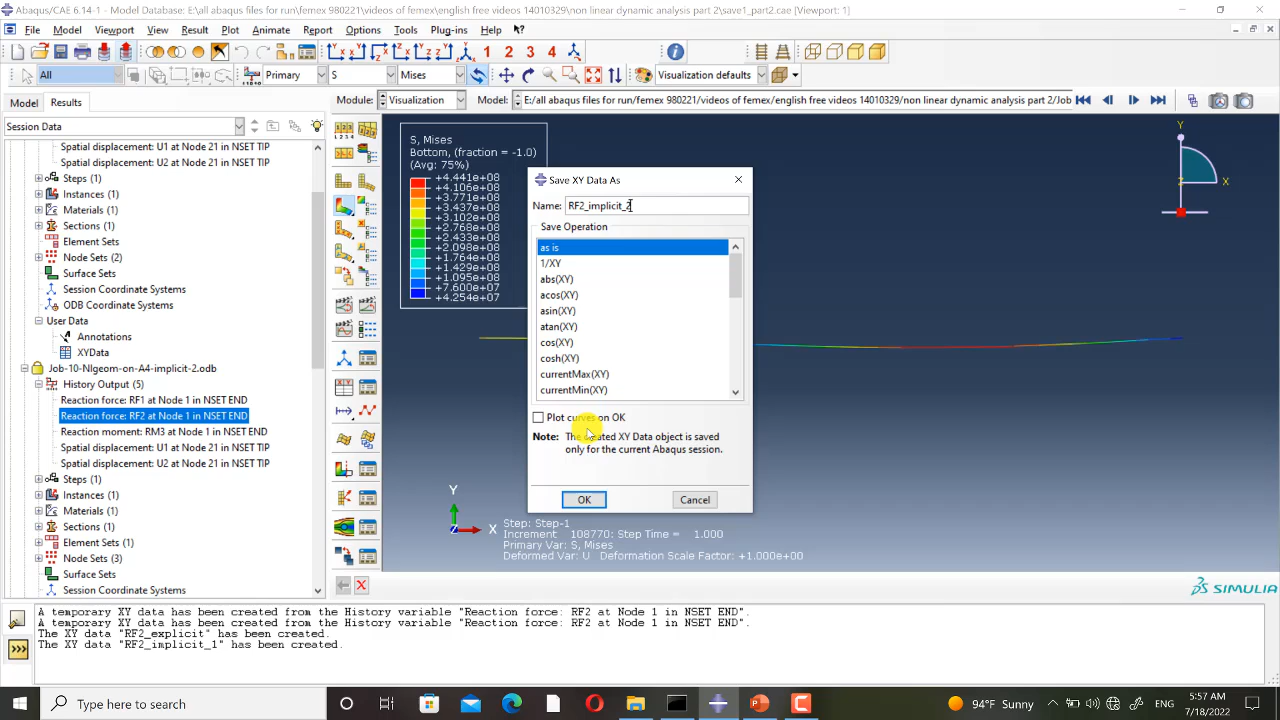 Abaqus/CAE 6.14-1 - Model Database: E:\all abaqus files for run\femex 980221\videos of femex\english free videos 14010329\non linear dynamic analysis part 2\save1_part2.cae [Viewport: 1]
File Model Viewport View Result Plot Animate Report Options Tools Plug-ins Help
1 2 3 4
All Primary S Mises Visualization defaults
Model Results Module: Visualization Model: E:/all abaqus files for run/femex 980221/videos of femex/english free videos 14010329/non linear dynamic analysis part 2/Job
Session Data
Spatial displacement: U1 at Node 21 in NSET TIP
Spatial displacement: U2 at Node 21 in NSET TIP
Steps (1)
Instances (1)
Materials (1)
Sections (1)
Element Sets
Node Sets (2)
Surface Sets
Session Coordinate Systems
ODB Coordinate Systems
User Data
Annotations
XYData
Job-10-Nlgeom-on-A4-implicit-2.odb
History Output (5)
Reaction force: RF1 at Node 1 in NSET END
Reaction force: RF2 at Node 1 in NSET END
Reaction moment: RM3 at Node 1 in NSET END
Spatial displacement: U1 at Node 21 in NSET TIP
Spatial displacement: U2 at Node 21 in NSET TIP
Steps (1)
Instances (1)
Materials (1)
Sections (1)
Element Sets (1)
Node Sets (3)
Surface Sets
Session Coordinate Systems
S, Mises
Bottom, (fraction = -1.0)
(Avg: 75%)
+4.441e+08
+4.106e+08
+3.771e+08
+3.437e+08
+3.102e+08
+2.768e+08
+2.433e+08
+2.098e+08
+1.764e+08
+1.429e+08
+1.095e+08
+7.600e+07
+4.254e+07
Save XY Data As
Name: RF2_implicit_2
Save Operation
as is
1/XY
abs(XY)
acos(XY)
asin(XY)
atan(XY)
cos(XY)
cosh(XY)
currentMax(XY)
currentMin(XY)
Plot curves on OK
Note: The created XY Data object is saved
only for the current Abaqus session.
OK Cancel
Y
X
Z
Y
X
Z
Step: Step-1
Increment 108770: Step Time = 1.000
Primary Var: S, Mises
Deformed Var: U Deformation Scale Factor: +1.000e+00
SIMULIA
A temporary XY data has been created from the History variable "Reaction force: RF2 at Node 1 in NSET END".
A temporary XY data has been created from the History variable "Reaction force: RF2 at Node 1 in NSET END".
The XY data "RF2_explicit" has been created.
The XY data "RF2_implicit_1" has been created.
Type here to search
94°F Sunny
5:57 AM
7/18/2022